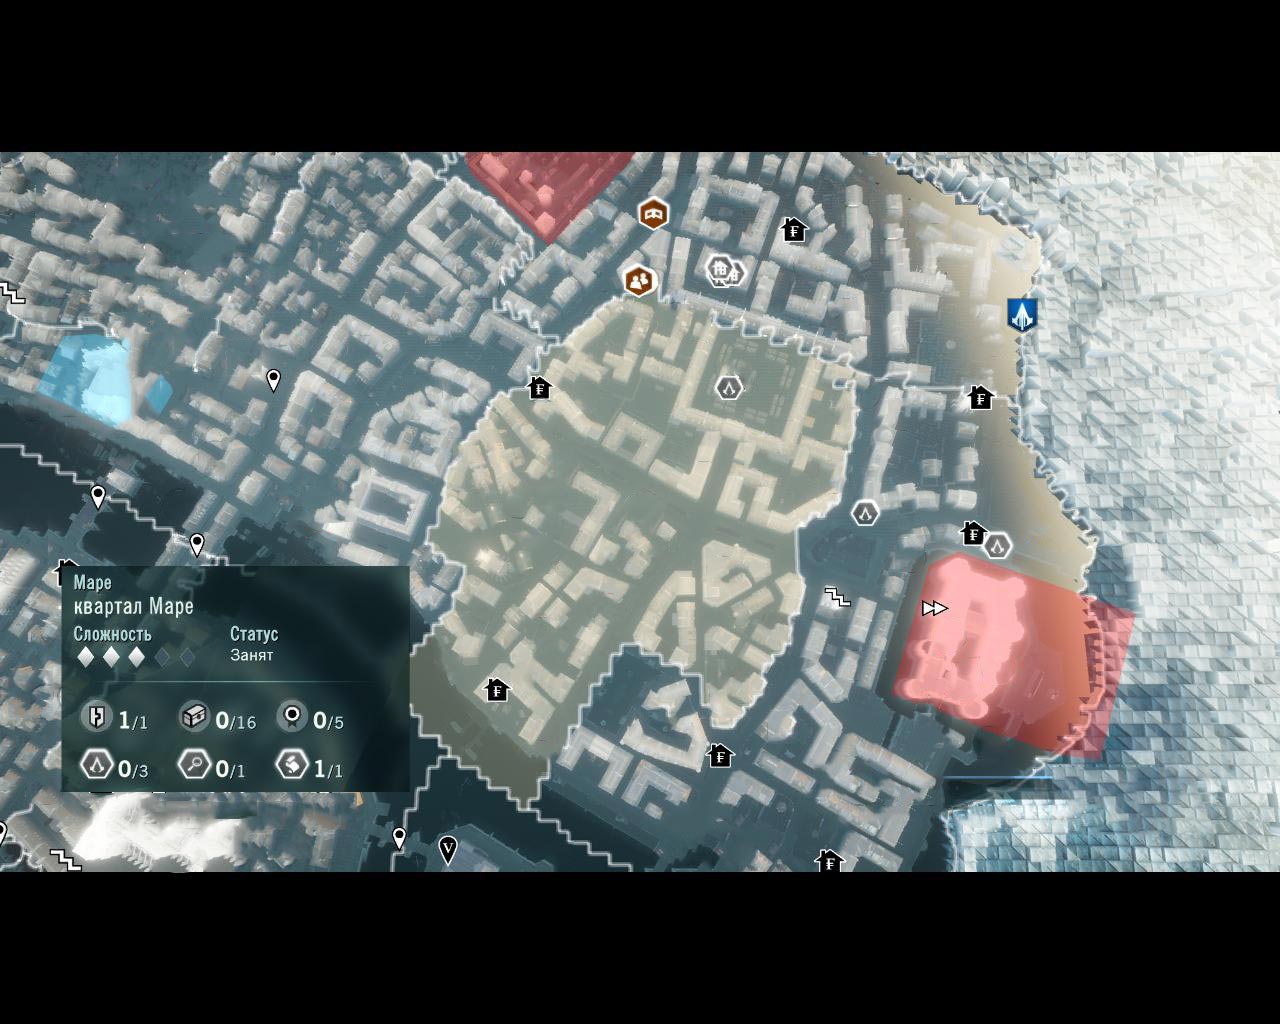 Маре
квартал Маре
Сложность Статус
Занят
1/1 0/16 0/5
0/3 0/1 1/1
V